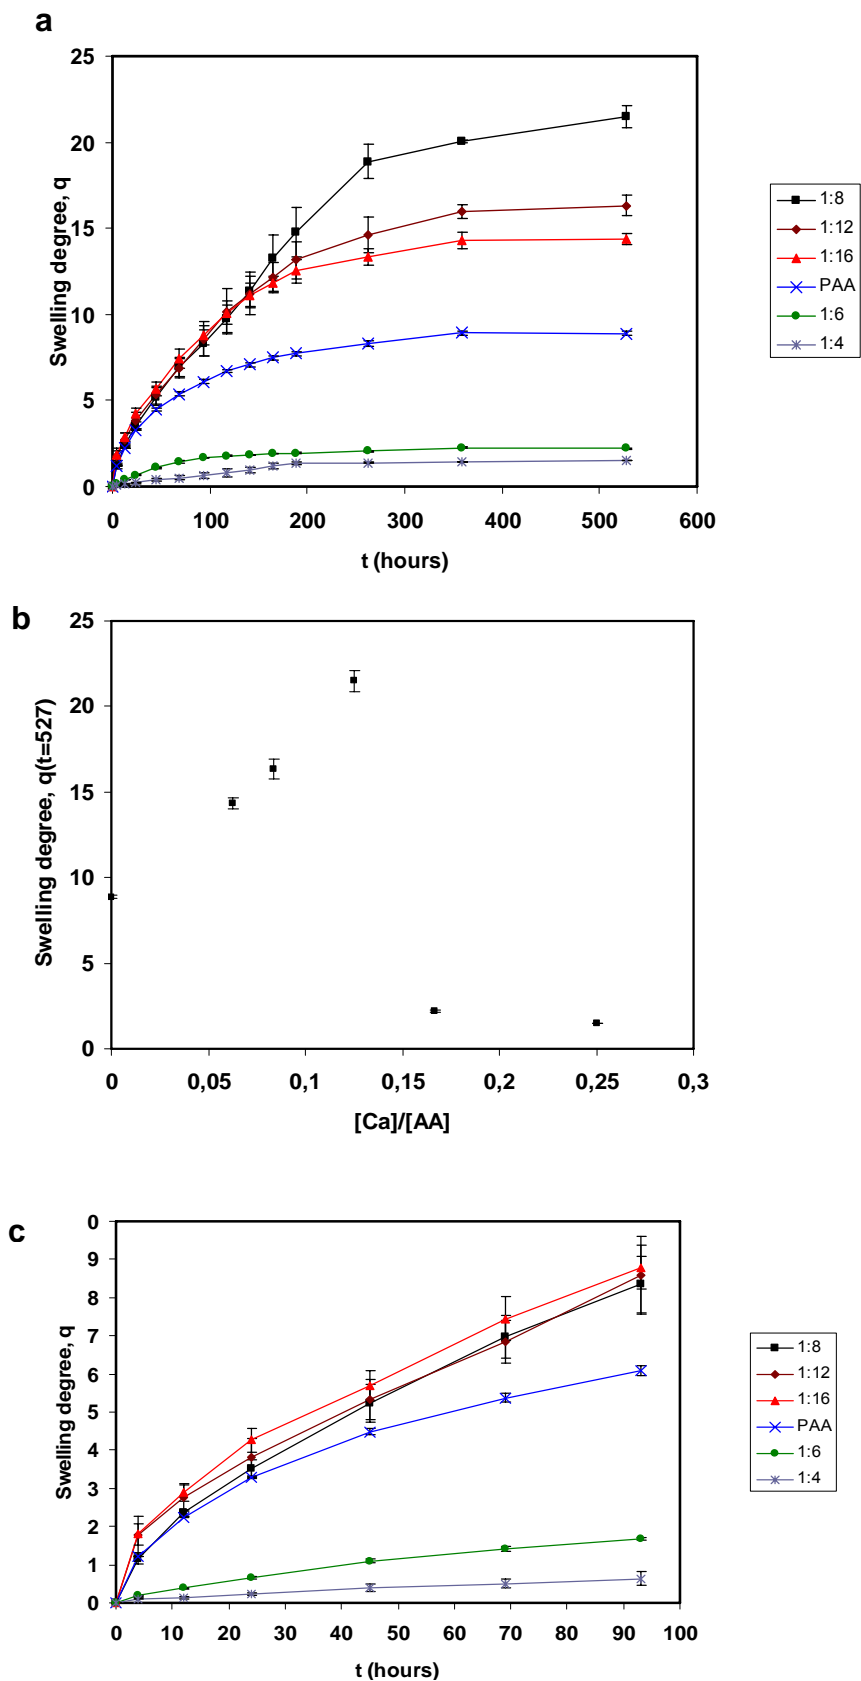 a
25
20
15
10
5
0
Swelling degree, q
0 100 200 300 400 500 600
t (hours)
1:8
1:12
1:16
PAA
1:6
1:4
b
25
20
15
10
5
0
Swelling degree, q(t=527)
0 0,05 0,1 0,15 0,2 0,25 0,3
[Ca]/[AA]
c
0
9
8
7
6
5
4
3
2
1
0
Swelling degree, q
0 10 20 30 40 50 60 70 80 90 100
t (hours)
1:8
1:12
1:16
PAA
1:6
1:4